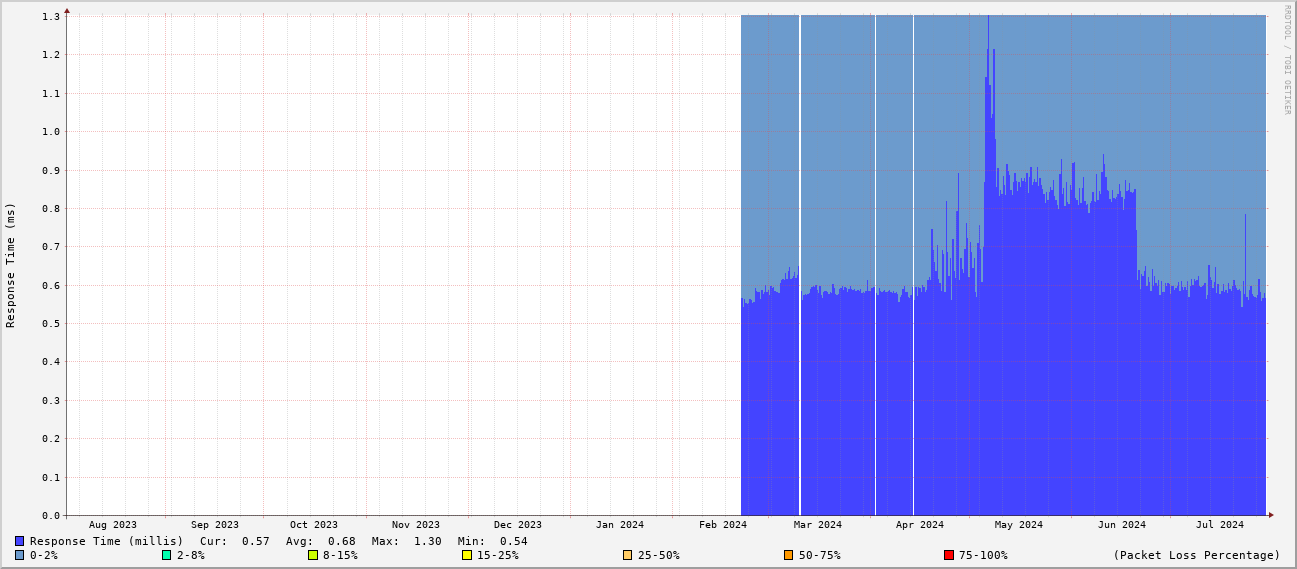 RRDTOOL / TOBI OETIKER
Response Time (ms)
1.3
1.2
1.1
1.0
0.9
0.8
0.7
0.6
0.5
0.4
0.3
0.2
0.1
0.0
Aug 2023 Sep 2023 Oct 2023 Nov 2023 Dec 2023 Jan 2024 Feb 2024 Mar 2024 Apr 2024 May 2024 Jun 2024 Jul 2024
Response Time (millis) Cur: 0.57 Avg: 0.68 Max: 1.30 Min: 0.54
0-2% 2-8% 8-15% 15-25% 25-50% 50-75% 75-100% (Packet Loss Percentage)